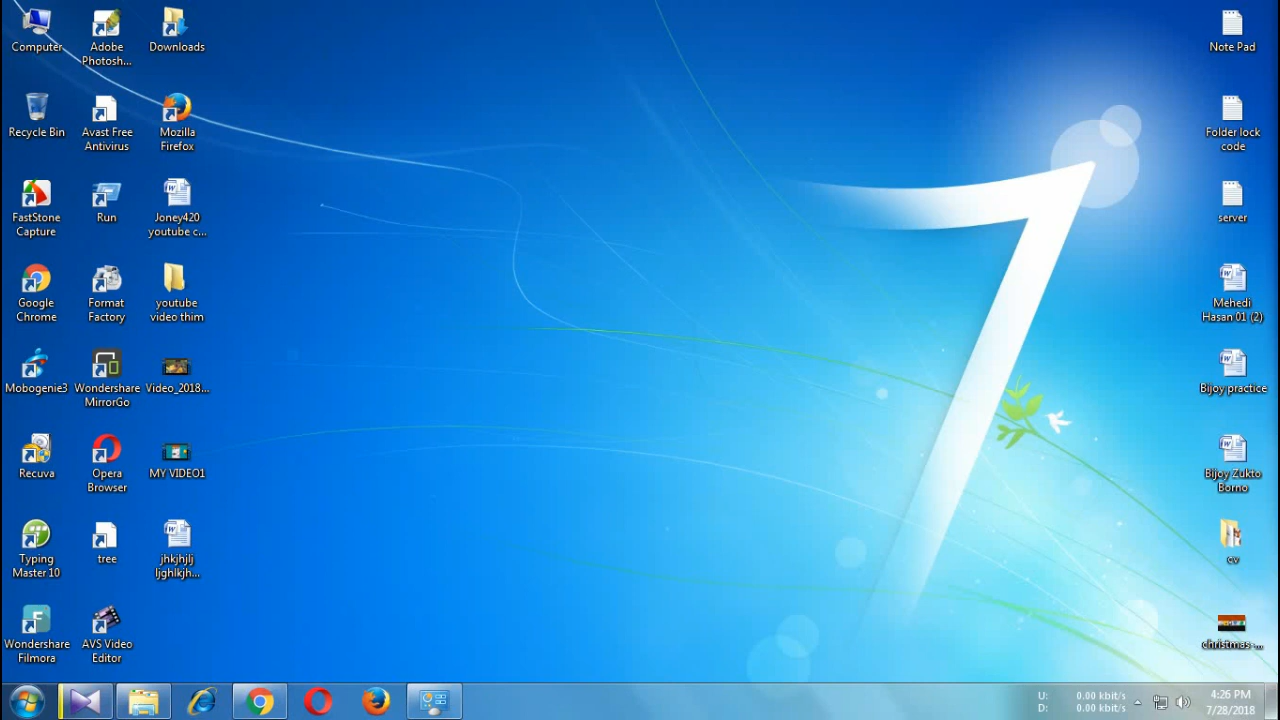 Computer
Adobe
Photosh...
Downloads
Note Pad
Recycle Bin
Avast Free
Antivirus
Mozilla
Firefox
Folder lock
code
FastStone
Capture
Run
Joney420
youtube c...
server
Google
Chrome
Format
Factory
youtube
video thim
Mehedi
Hasan 01 (2)
Mobogenie3
Wondershare
MirrorGo
Video_2018...
Bijoy practice
Recuva
Opera
Browser
MY VIDEO1
Bijoy Zukto
Borno
Typing
Master 10
tree
jhkjhjlj
ljghlkjh...
cv
Wondershare
Filmora
AVS Video
Editor
christmas-...
U: 0.00 kbit/s
D: 0.00 kbit/s
4:26 PM
7/28/2018
7